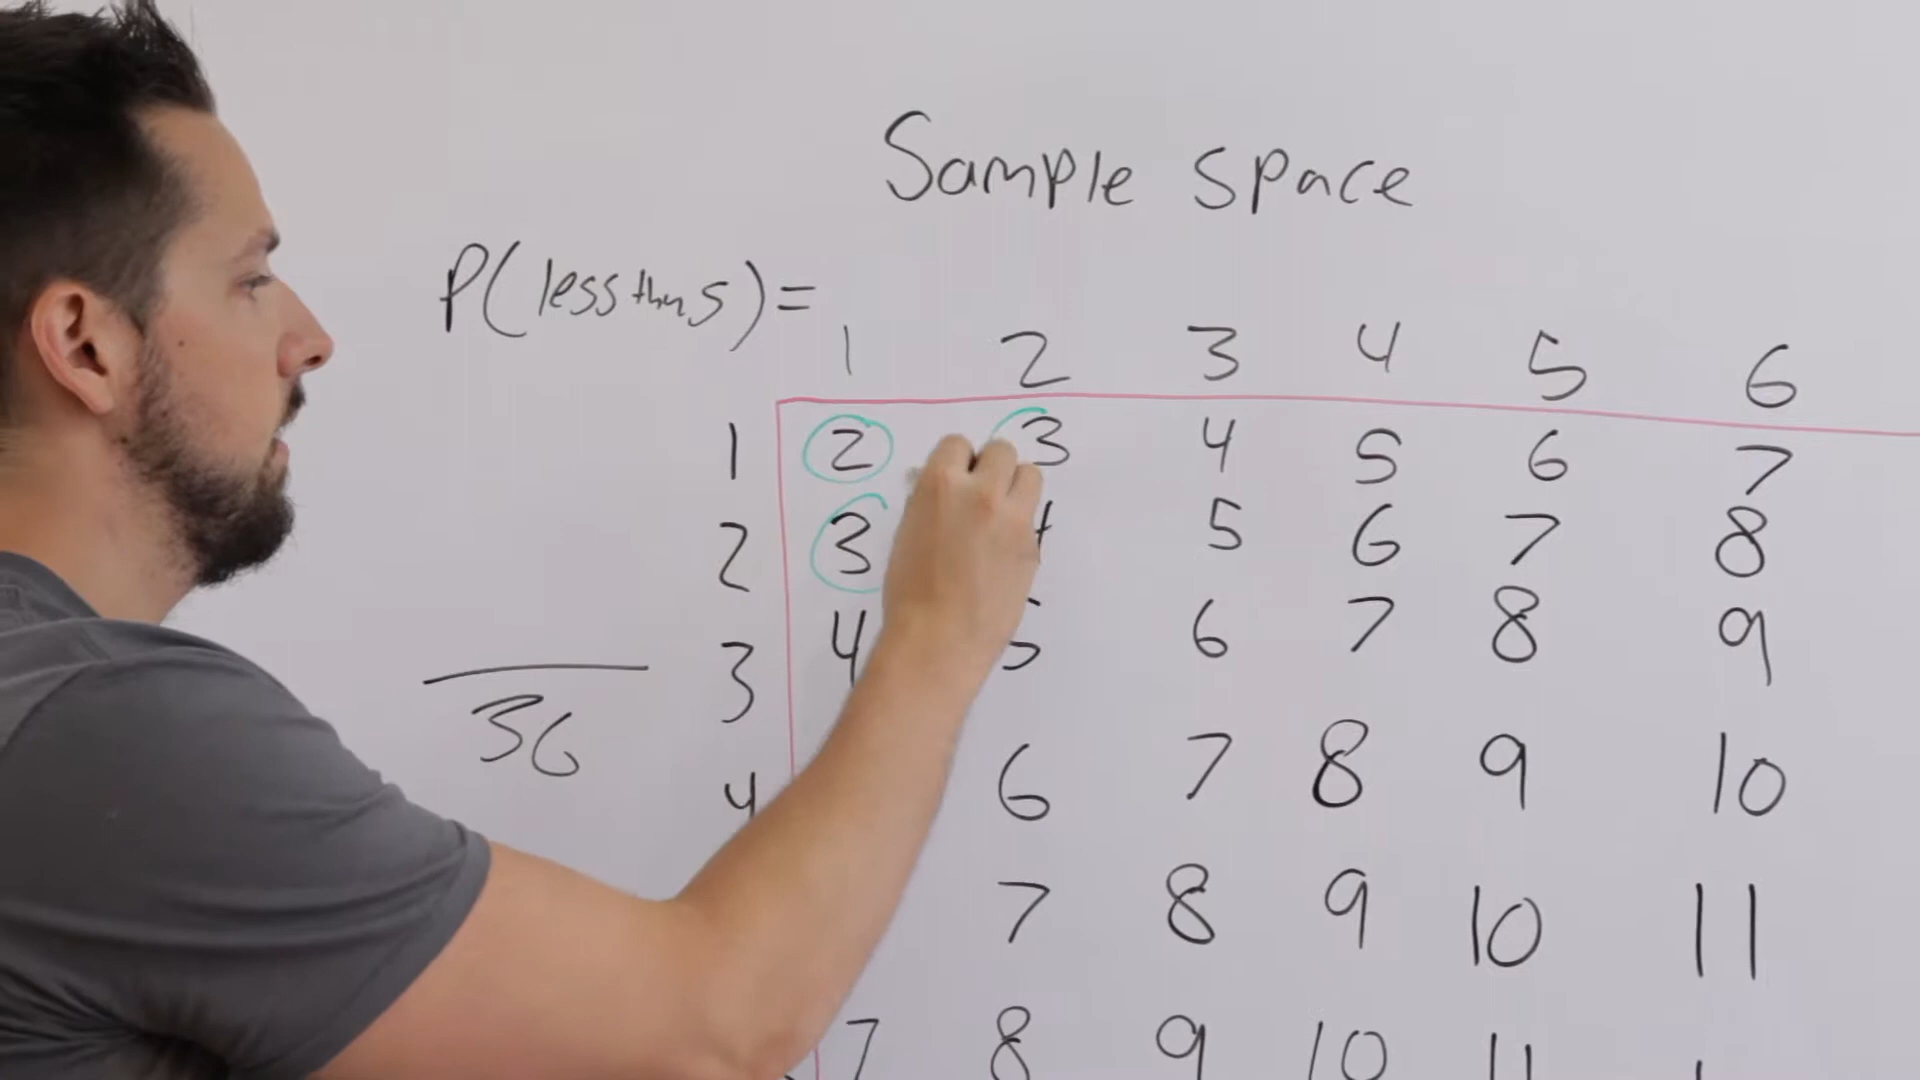 Sample space
P(less than 5) =
1 2 3 4 5 6
1 2 3 4 5 6 7
2 3 5 6 7 8
3 4 5 6 7 8 9
36
4 6 7 8 9 10
7 8 9 10 11
7 8 9 10 11